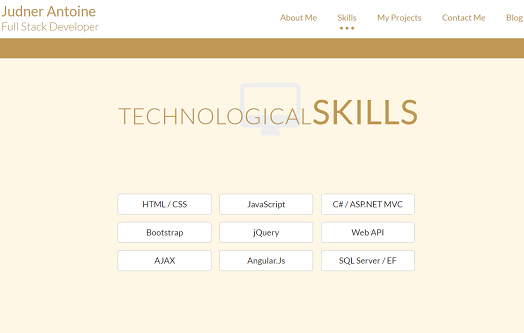 Judner Antoine
Full Stack Developer
About Me Skills My Projects Contact Me Blog
TECHNOLOGICALSKILLS
HTML / CSS JavaScript C# / ASP.NET MVC
Bootstrap jQuery Web API
AJAX Angular.Js SQL Server / EF